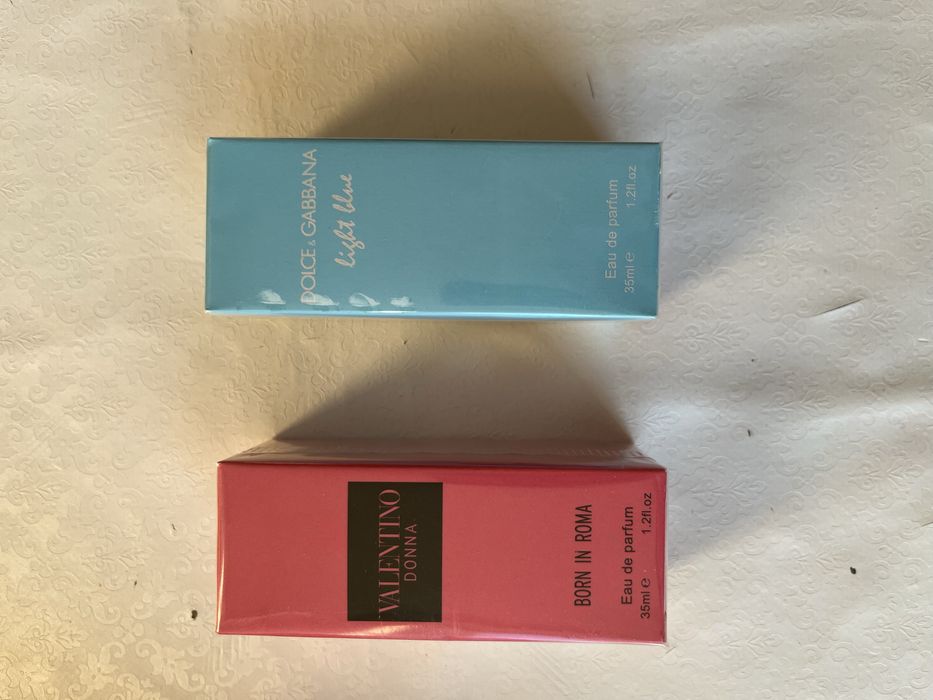 DOLCE & GABBANA
light blue
Eau de parfum
35ml e 1.2fl.oz
VALENTINO
DONNA
BORN IN ROMA
Eau de parfum
35ml e 1.2fl.oz